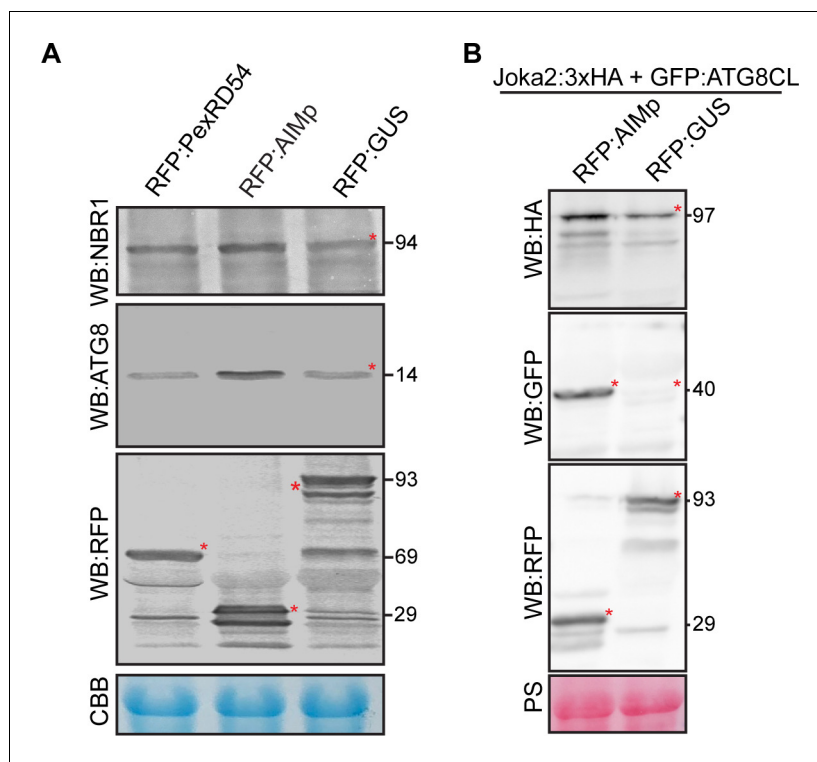 A
RFP:PexRD54
RFP:AIMp
RFP:GUS
WB:NBR1
94
*
WB:ATG8
14
*
WB:RFP
93
69
29
*
*
*
CBB
B
Joka2:3xHA + GFP:ATG8CL
RFP:AIMp
RFP:GUS
WB:HA
97
*
WB:GFP
40
*
*
WB:RFP
93
29
*
*
PS